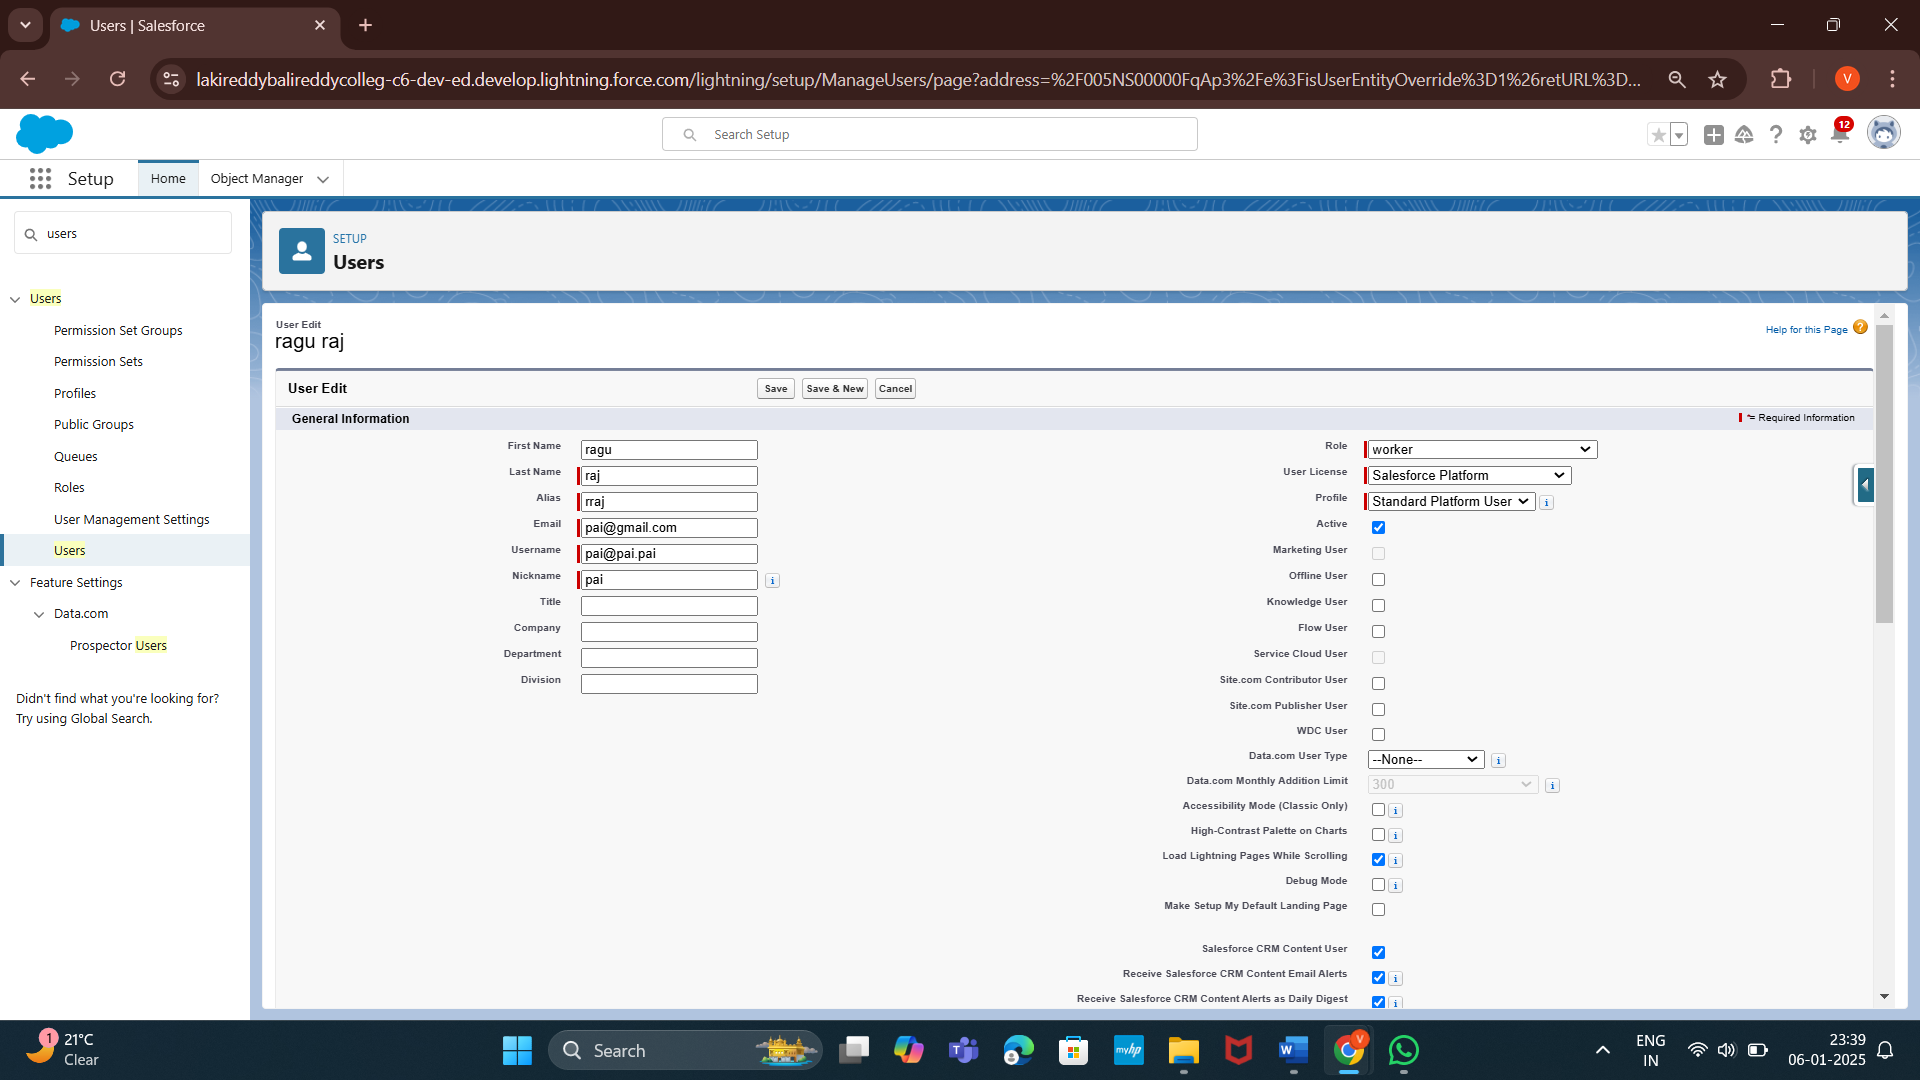 Users | Salesforce
lakireddybalireddycolleg-c6-dev-ed.develop.lightning.force.com/lightning/setup/ManageUsers/page?address=%2F005NS00000FqAp3%2Fe%3FisUserEntityOverride%3D1%26retURL%3D...
V
Search Setup
12
Setup
Home
Object Manager
users
Users
Permission Set Groups
Permission Sets
Profiles
Public Groups
Queues
Roles
User Management Settings
Users
Feature Settings
Data.com
Prospector Users
Didn't find what you're looking for?
Try using Global Search.
SETUP
Users
User Edit
ragu raj
Help for this Page ?
User Edit
Save
Save & New
Cancel
General Information
= Required Information
First Name ragu
Last Name raj
Alias rraj
Email pai@gmail.com
Username pai@pai.pai
Nickname pai i
Title
Company
Department
Division
Role worker
User License Salesforce Platform
Profile Standard Platform User i
Active
Marketing User
Offline User
Knowledge User
Flow User
Service Cloud User
Site.com Contributor User
Site.com Publisher User
WDC User
Data.com User Type --None-- i
Data.com Monthly Addition Limit 300 i
Accessibility Mode (Classic Only) i
High-Contrast Palette on Charts i
Load Lightning Pages While Scrolling i
Debug Mode i
Make Setup My Default Landing Page
Salesforce CRM Content User
Receive Salesforce CRM Content Email Alerts i
Receive Salesforce CRM Content Alerts as Daily Digest i
1
21°C
Clear
Search
myhp
W
V
ENG
IN
23:39
06-01-2025